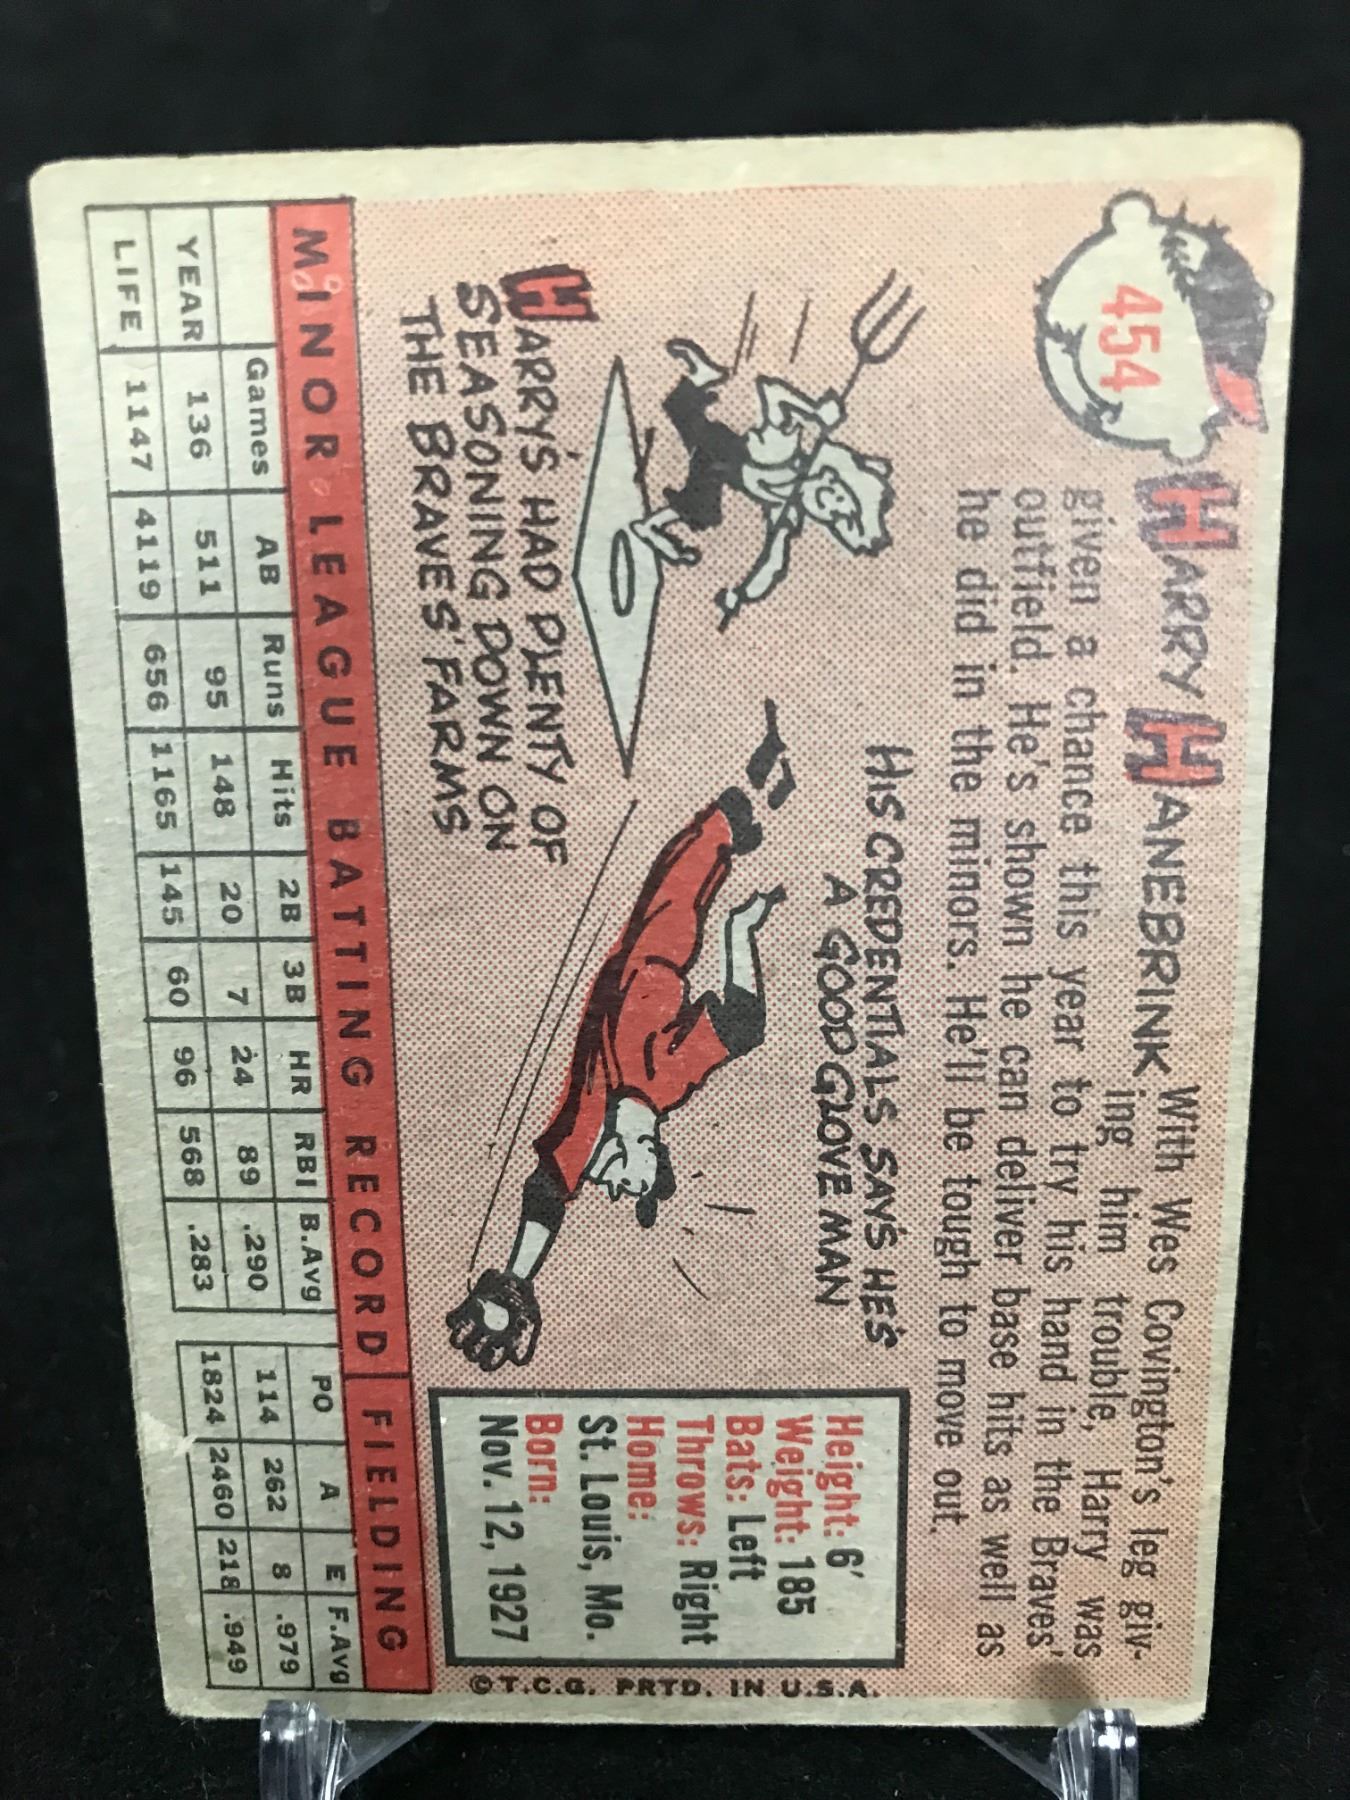 454
HARRY HANEBRINK
With Wes Covington's leg giv-
ing him trouble, Harry was
given a chance this year to try his hand in the Braves'
outfield. He's shown he can deliver base hits as well as
he did in the minors. He'll be tough to move out.
HIS CREDENTIALS SAYS HE'S
A GOOD GLOVE MAN
HARRY'S HAD PLENTY OF
SEASONING DOWN ON
THE BRAVES' FARMS
Height: 6'
Weight: 185
Bats: Left
Throws: Right
Home:
St. Louis, Mo.
Born:
Nov. 12, 1927
© T.C.G. PRTD. IN U.S.A.
MINOR LEAGUE BATTING RECORD FIELDING
Games AB Runs Hits 2B 3B HR RBI B.Avg PO A E F.Avg
YEAR 136 511 95 148 20 7 24 89 .290 114 262 8 .979
LIFE 1147 4119 656 1165 145 60 96 568 .283 1824 2460 218 .949